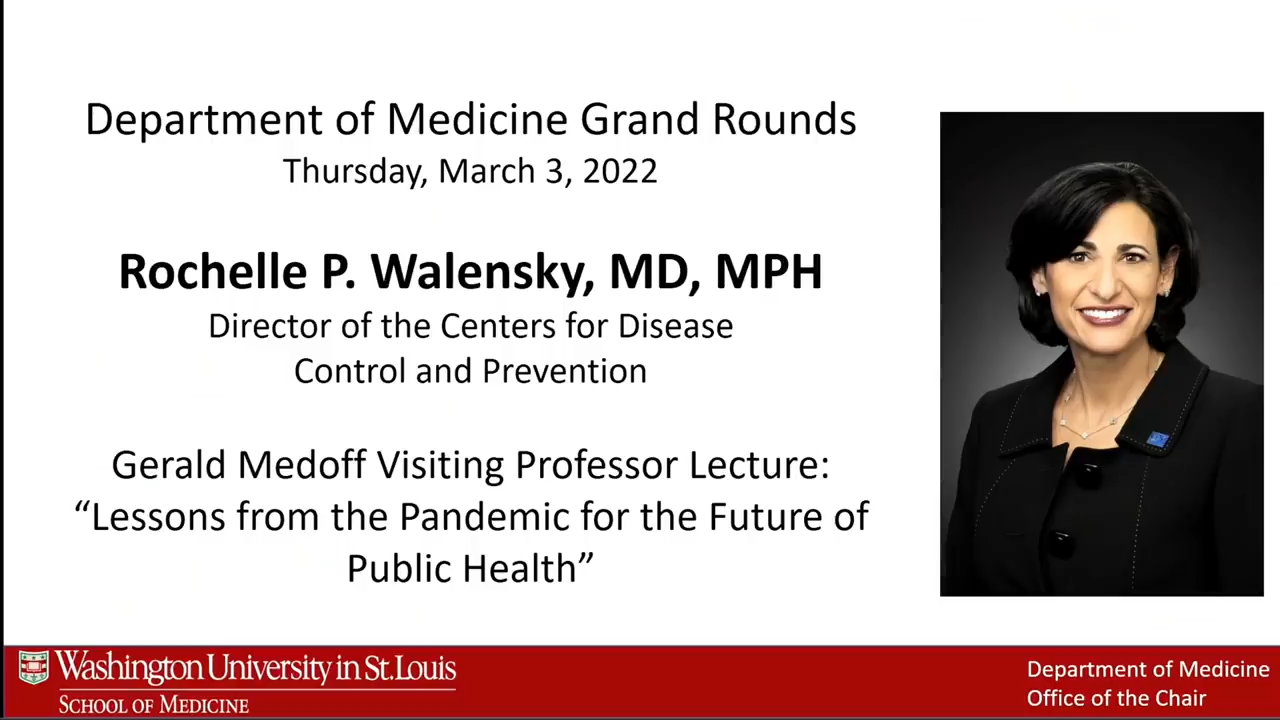 Department of Medicine Grand Rounds
Thursday, March 3, 2022
Rochelle P. Walensky, MD, MPH
Director of the Centers for Disease
Control and Prevention
Gerald Medoff Visiting Professor Lecture:
“Lessons from the Pandemic for the Future of
Public Health”
Washington University in St. Louis
SCHOOL OF MEDICINE
Department of Medicine
Office of the Chair